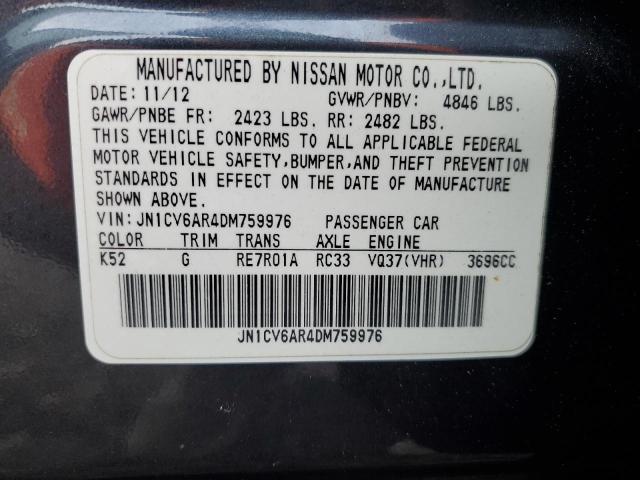 MANUFACTURED BY NISSAN MOTOR CO.,LTD.
DATE: 11/12 GVWR/PNBV: 4846 LBS.
GAWR/PNBE FR: 2423 LBS. RR: 2482 LBS.
THIS VEHICLE CONFORMS TO ALL APPLICABLE FEDERAL
MOTOR VEHICLE SAFETY,BUMPER,AND THEFT PREVENTION
STANDARDS IN EFFECT ON THE DATE OF MANUFACTURE
SHOWN ABOVE.
VIN: JN1CV6AR4DM759976 PASSENGER CAR
COLOR TRIM TRANS AXLE ENGINE
K52 G RE7R01A RC33 VQ37(VHR) 3696CC
JN1CV6AR4DM759976